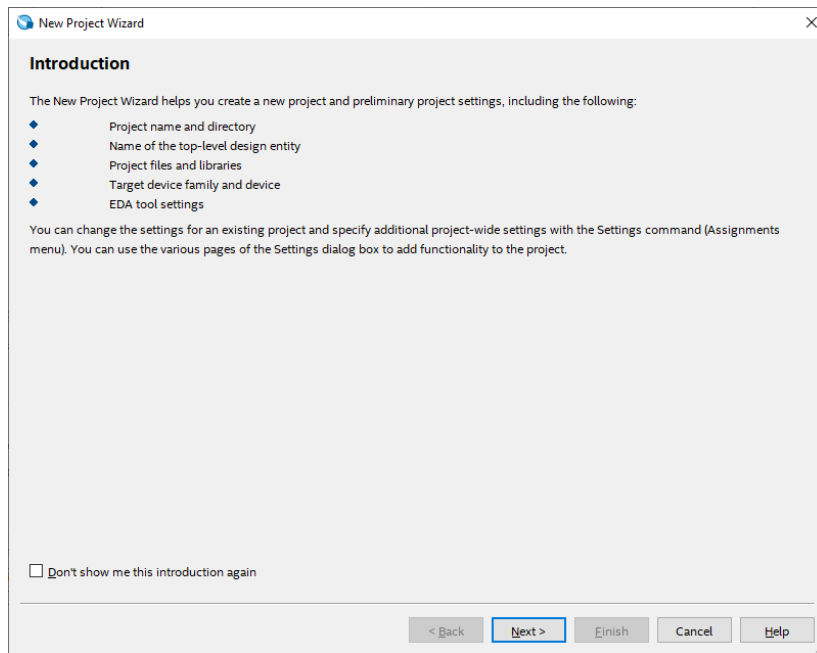 New Project Wizard
Introduction
The New Project Wizard helps you create a new project and preliminary project settings, including the following:
Project name and directory
Name of the top-level design entity
Project files and libraries
Target device family and device
EDA tool settings
You can change the settings for an existing project and specify additional project-wide settings with the Settings command (Assignments
menu). You can use the various pages of the Settings dialog box to add functionality to the project.
Don't show me this introduction again
< Back Next > Finish Cancel Help